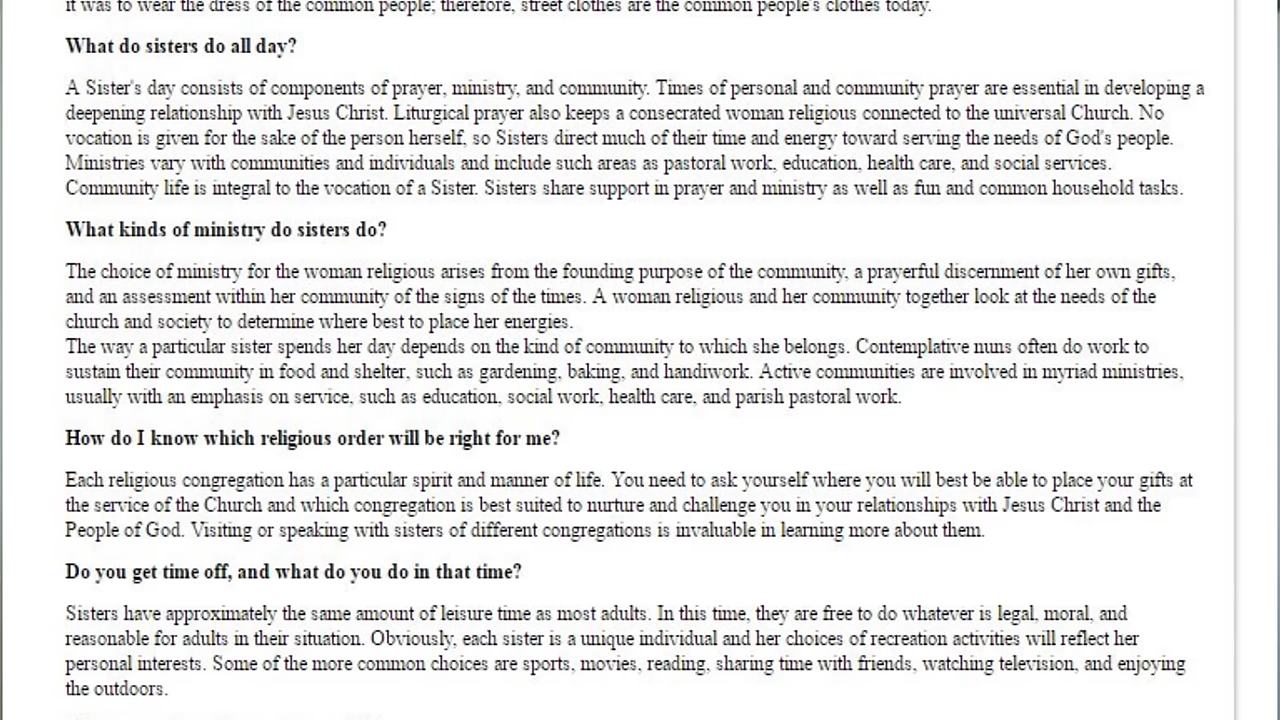 it was to wear the dress of the common people; therefore, street clothes are the common people's clothes today.
What do sisters do all day?
A Sister's day consists of components of prayer, ministry, and community. Times of personal and community prayer are essential in developing a
deepening relationship with Jesus Christ. Liturgical prayer also keeps a consecrated woman religious connected to the universal Church. No
vocation is given for the sake of the person herself, so Sisters direct much of their time and energy toward serving the needs of God's people.
Ministries vary with communities and individuals and include such areas as pastoral work, education, health care, and social services.
Community life is integral to the vocation of a Sister. Sisters share support in prayer and ministry as well as fun and common household tasks.
What kinds of ministry do sisters do?
The choice of ministry for the woman religious arises from the founding purpose of the community, a prayerful discernment of her own gifts,
and an assessment within her community of the signs of the times. A woman religious and her community together look at the needs of the
church and society to determine where best to place her energies.
The way a particular sister spends her day depends on the kind of community to which she belongs. Contemplative nuns often do work to
sustain their community in food and shelter, such as gardening, baking, and handiwork. Active communities are involved in myriad ministries,
usually with an emphasis on service, such as education, social work, health care, and parish pastoral work.
How do I know which religious order will be right for me?
Each religious congregation has a particular spirit and manner of life. You need to ask yourself where you will best be able to place your gifts at
the service of the Church and which congregation is best suited to nurture and challenge you in your relationships with Jesus Christ and the
People of God. Visiting or speaking with sisters of different congregations is invaluable in learning more about them.
Do you get time off, and what do you do in that time?
Sisters have approximately the same amount of leisure time as most adults. In this time, they are free to do whatever is legal, moral, and
reasonable for adults in their situation. Obviously, each sister is a unique individual and her choices of recreation activities will reflect her
personal interests. Some of the more common choices are sports, movies, reading, sharing time with friends, watching television, and enjoying
the outdoors.